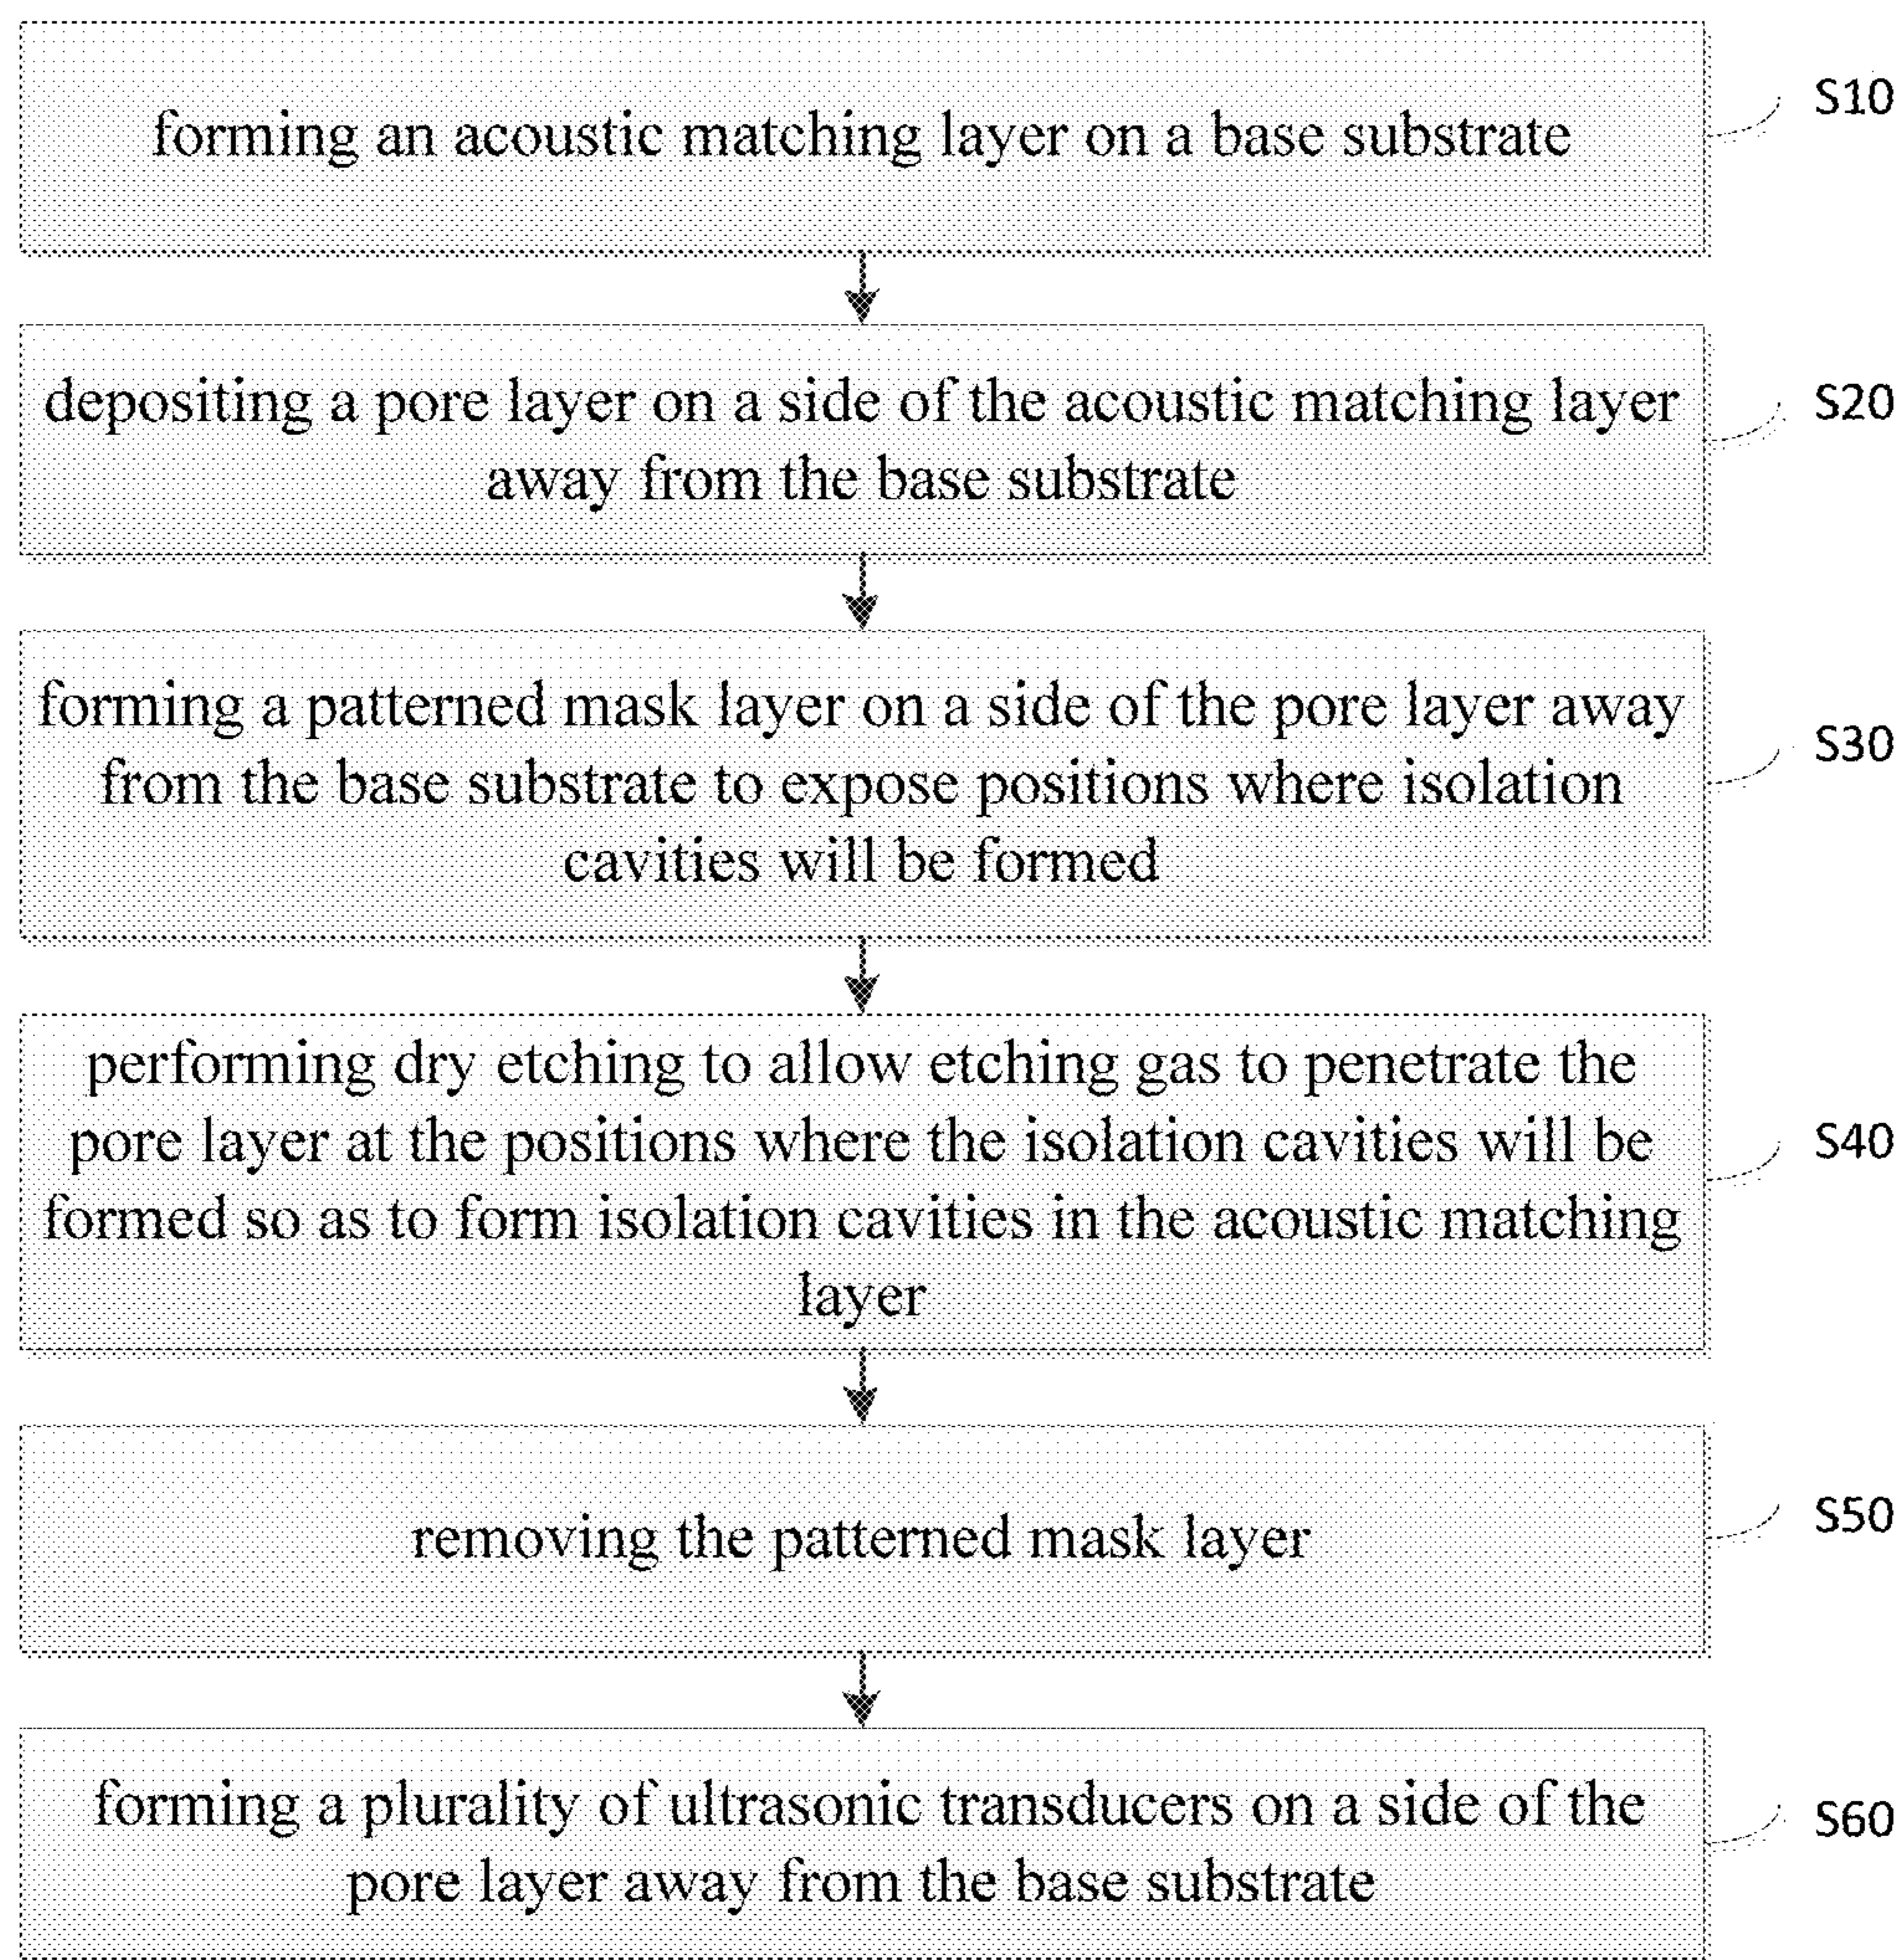 forming an acoustic matching layer on a base substrate
S10
depositing a pore layer on a side of the acoustic matching layer
away from the base substrate
S20
forming a patterned mask layer on a side of the pore layer away
from the base substrate to expose positions where isolation
cavities will be formed
S30
performing dry etching to allow etching gas to penetrate the
pore layer at the positions where the isolation cavities will be
formed so as to form isolation cavities in the acoustic matching
layer
S40
removing the patterned mask layer
S50
forming a plurality of ultrasonic transducers on a side of the
pore layer away from the base substrate
S60